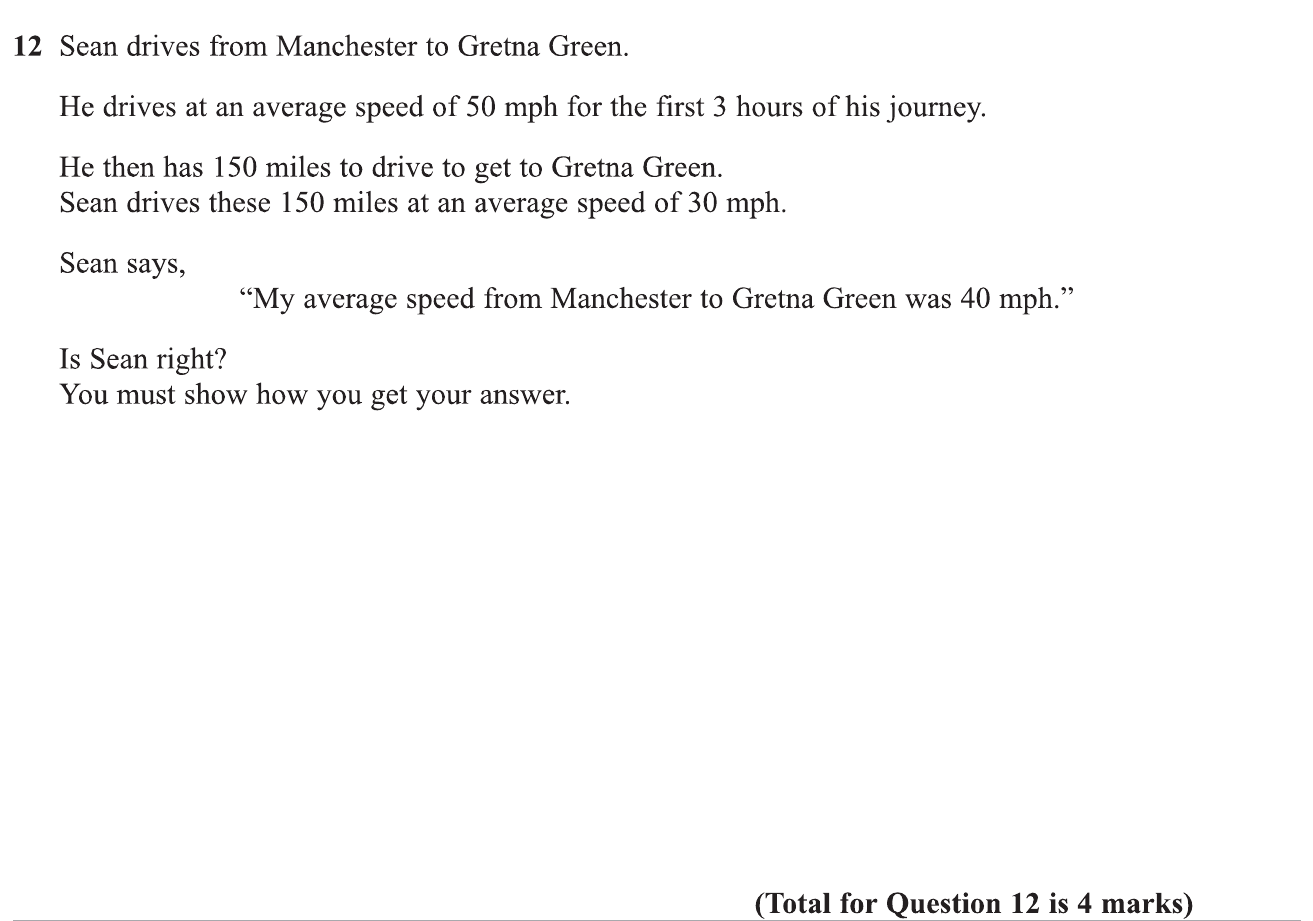 12 Sean drives from Manchester to Gretna Green.
He drives at an average speed of 50 mph for the first 3 hours of his journey.
He then has 150 miles to drive to get to Gretna Green.
Sean drives these 150 miles at an average speed of 30 mph.
Sean says,
“My average speed from Manchester to Gretna Green was 40 mph.”
Is Sean right?
You must show how you get your answer.
(Total for Question 12 is 4 marks)